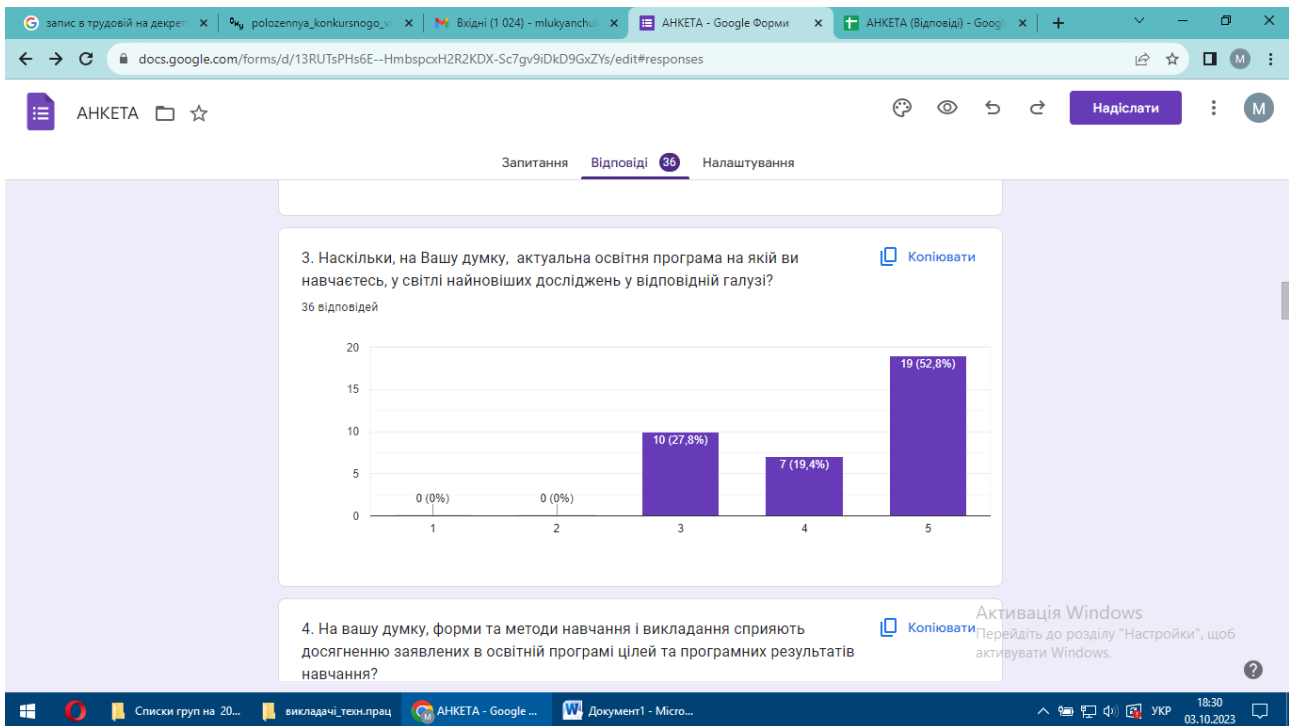 запис в трудовій на декрет
polozennya_konkursnogo_vi
Вхідні (1 024) - mlukyanchu
АНКЕТА - Google Форми
АНКЕТА (Відповіді) - Googl
docs.google.com/forms/d/13RUTsPHs6E--HmbspcxH2R2KDX-Sc7gv9iDkD9GxZYs/edit#responses
М
АНКЕТА
Надіслати
М
Запитання Відповіді 36 Налаштування
3. Наскільки, на Вашу думку, актуальна освітня програма на якій ви
навчаєтесь, у світлі найновіших досліджень у відповідній галузі?
Копіювати
36 відповідей
20
15
10
5
0
0 (0%)
0 (0%)
10 (27,8%)
7 (19,4%)
19 (52,8%)
1 2 3 4 5
4. На вашу думку, форми та методи навчання і викладання сприяють
досягненню заявлених в освітній програмі цілей та програмних результатів
навчання?
Копіювати
Активація Windows
Перейдіть до розділу "Настройки", щоб
активувати Windows.
Списки груп на 20...
викладачі_техн.прац
АНКЕТА - Google ...
Документ1 - Micro...
УКР
18:30
03.10.2023